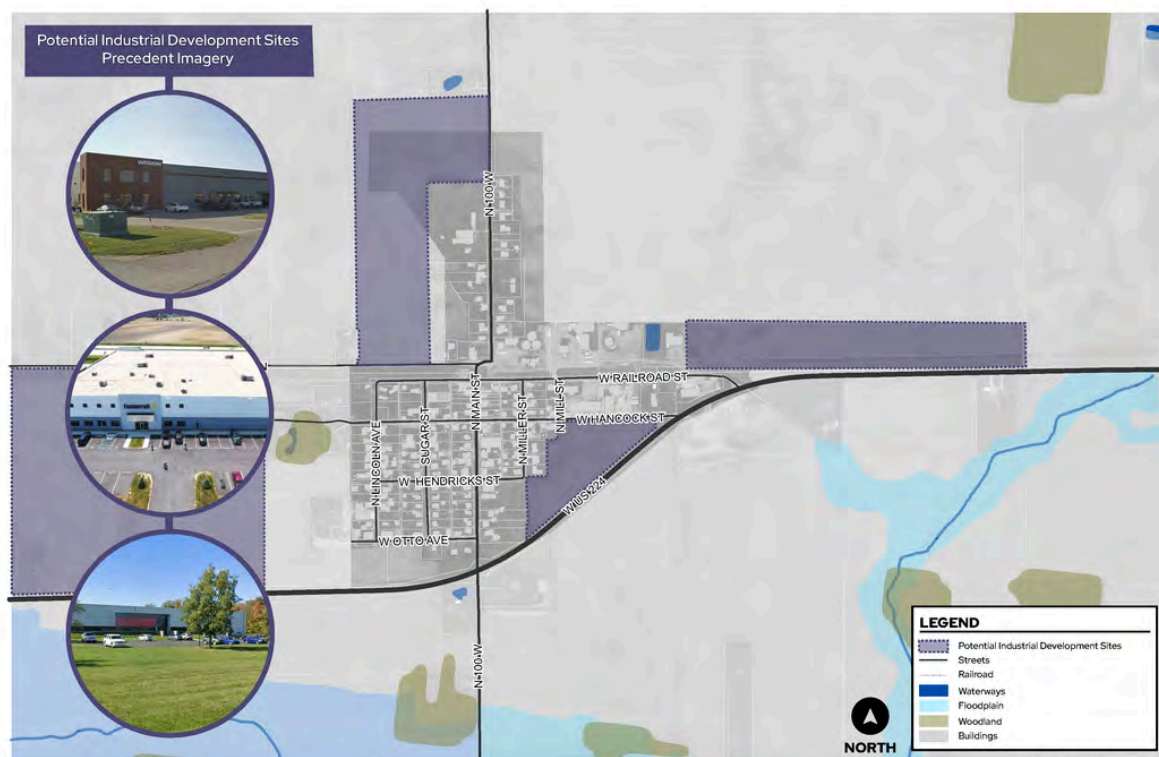 Potential Industrial Development Sites
Precedent Imagery
N 100 W
W RAILROAD ST
N MAIN ST
N MILL ST
W HANCOCK ST
N MILLER ST
SUGAR ST
N LINCOLN AVE
W HENDRICKS ST
W US 224
W OTTO AVE
N 100 W
NORTH
LEGEND
Potential Industrial Development Sites
Streets
Railroad
Waterways
Floodplain
Woodland
Buildings